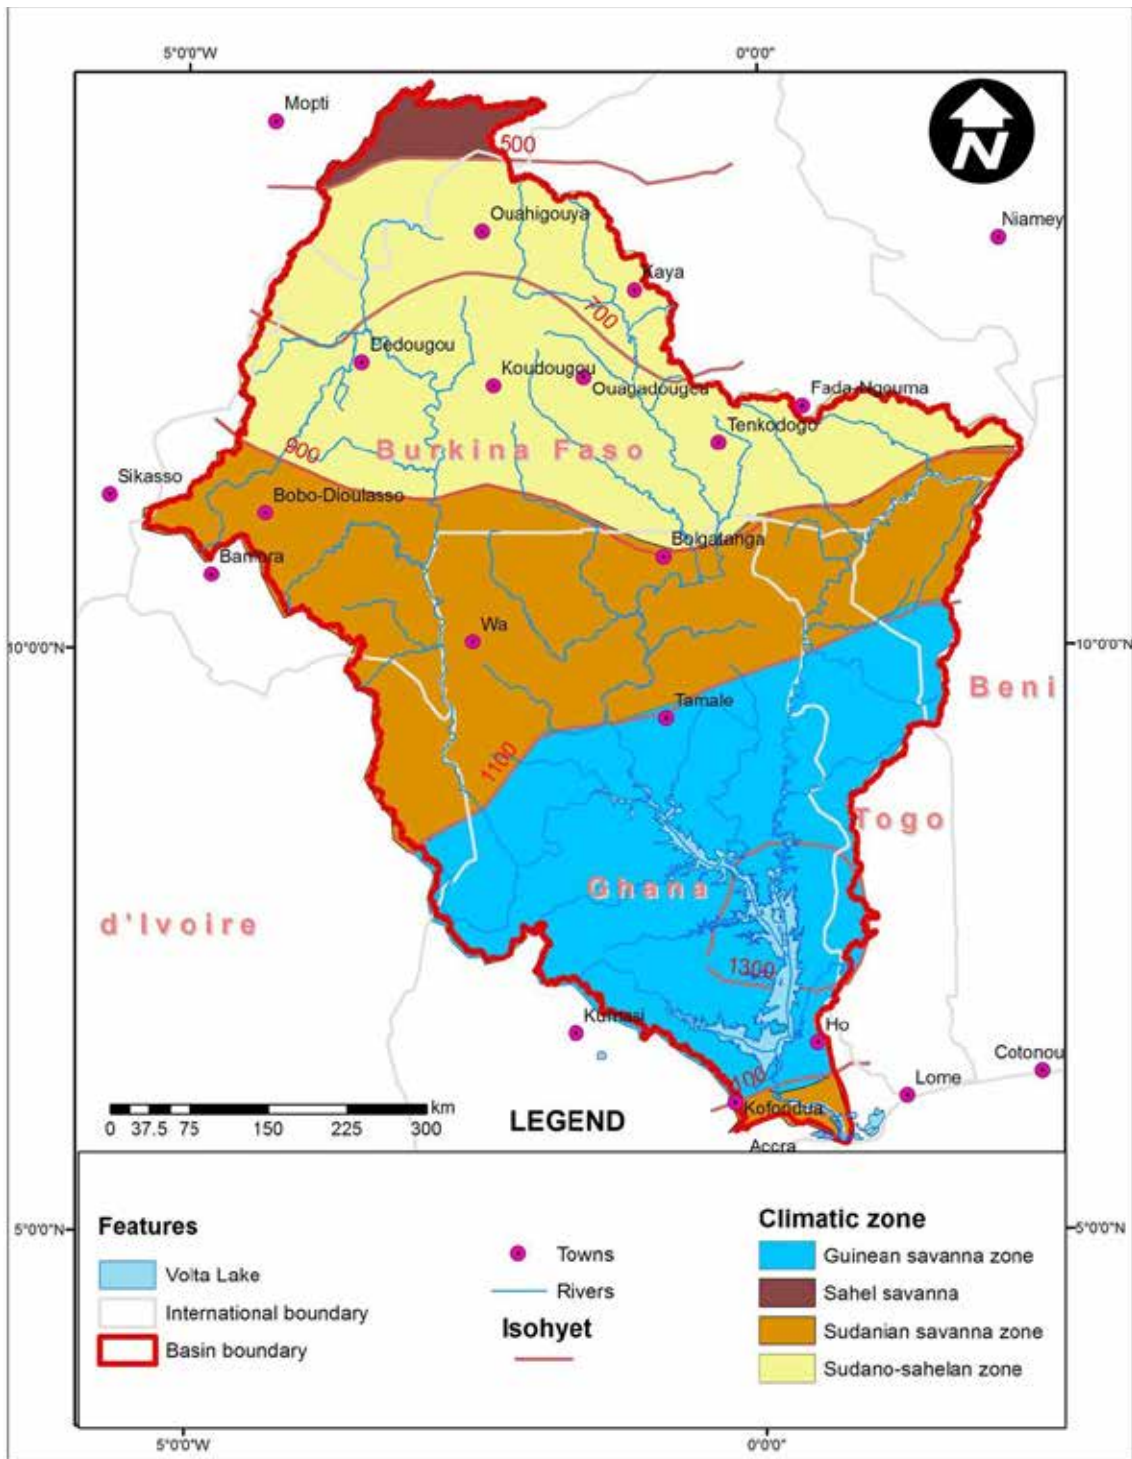 5°0'0"W 0°0'0"
N
Mopti
500
Ouahigouya
Niamey
Kaya
700
Dedougou
Koudougou
Ouagadougou
Fada-Ngouma
Tenkodogo
900
Burkina Faso
Sikasso
Bobo-Dioulasso
Bolgatanga
Bamora
Wa
10°0'0"N 10°0'0"N
Beni
Tamale
1100
Togo
Ghana
d'Ivoire
1300
Kumasi
Ho
Cotonou
100
Lome
Kofordua
km
0 37.5 75 150 225 300
LEGEND
Accra
Features
Volta Lake
International boundary
Basin boundary
Towns
Rivers
Isohyet
Climatic zone
Guinean savanna zone
Sahel savanna
Sudanian savanna zone
Sudano-sahelan zone
5°0'0"N 5°0'0"N
5°0'0"W 0°0'0"